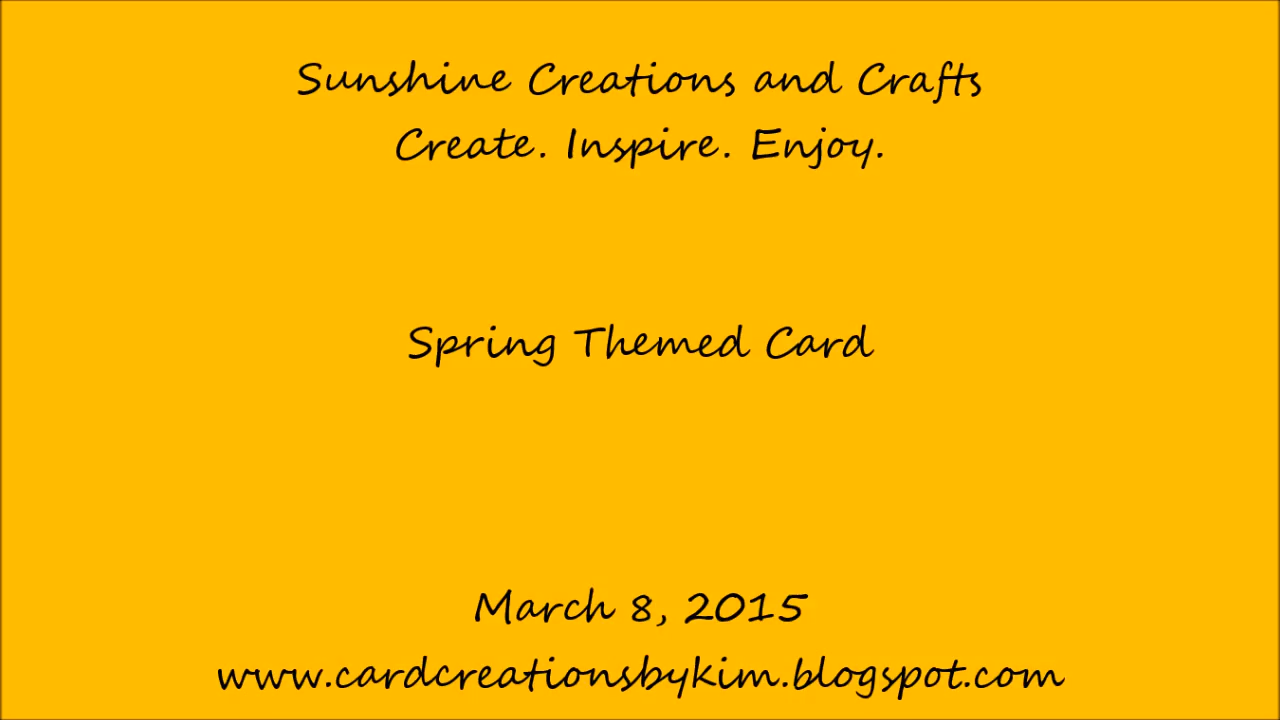 Sunshine Creations and Crafts
Create. Inspire. Enjoy.
Spring Themed Card
March 8, 2015
www.cardcreationsbykim.blogspot.com